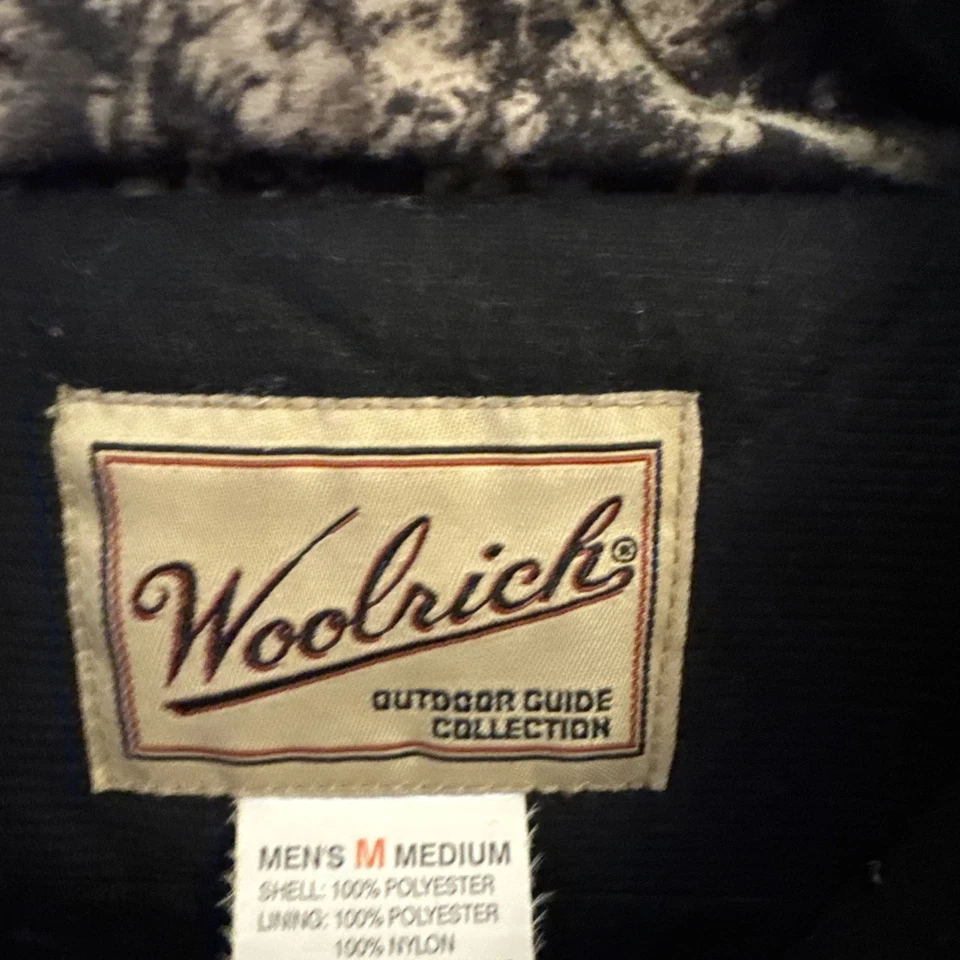 Woolrich®
OUTDOOR GUIDE
COLLECTION
MEN'S M MEDIUM
SHELL: 100% POLYESTER
LINING: 100% POLYESTER
100% NYLON